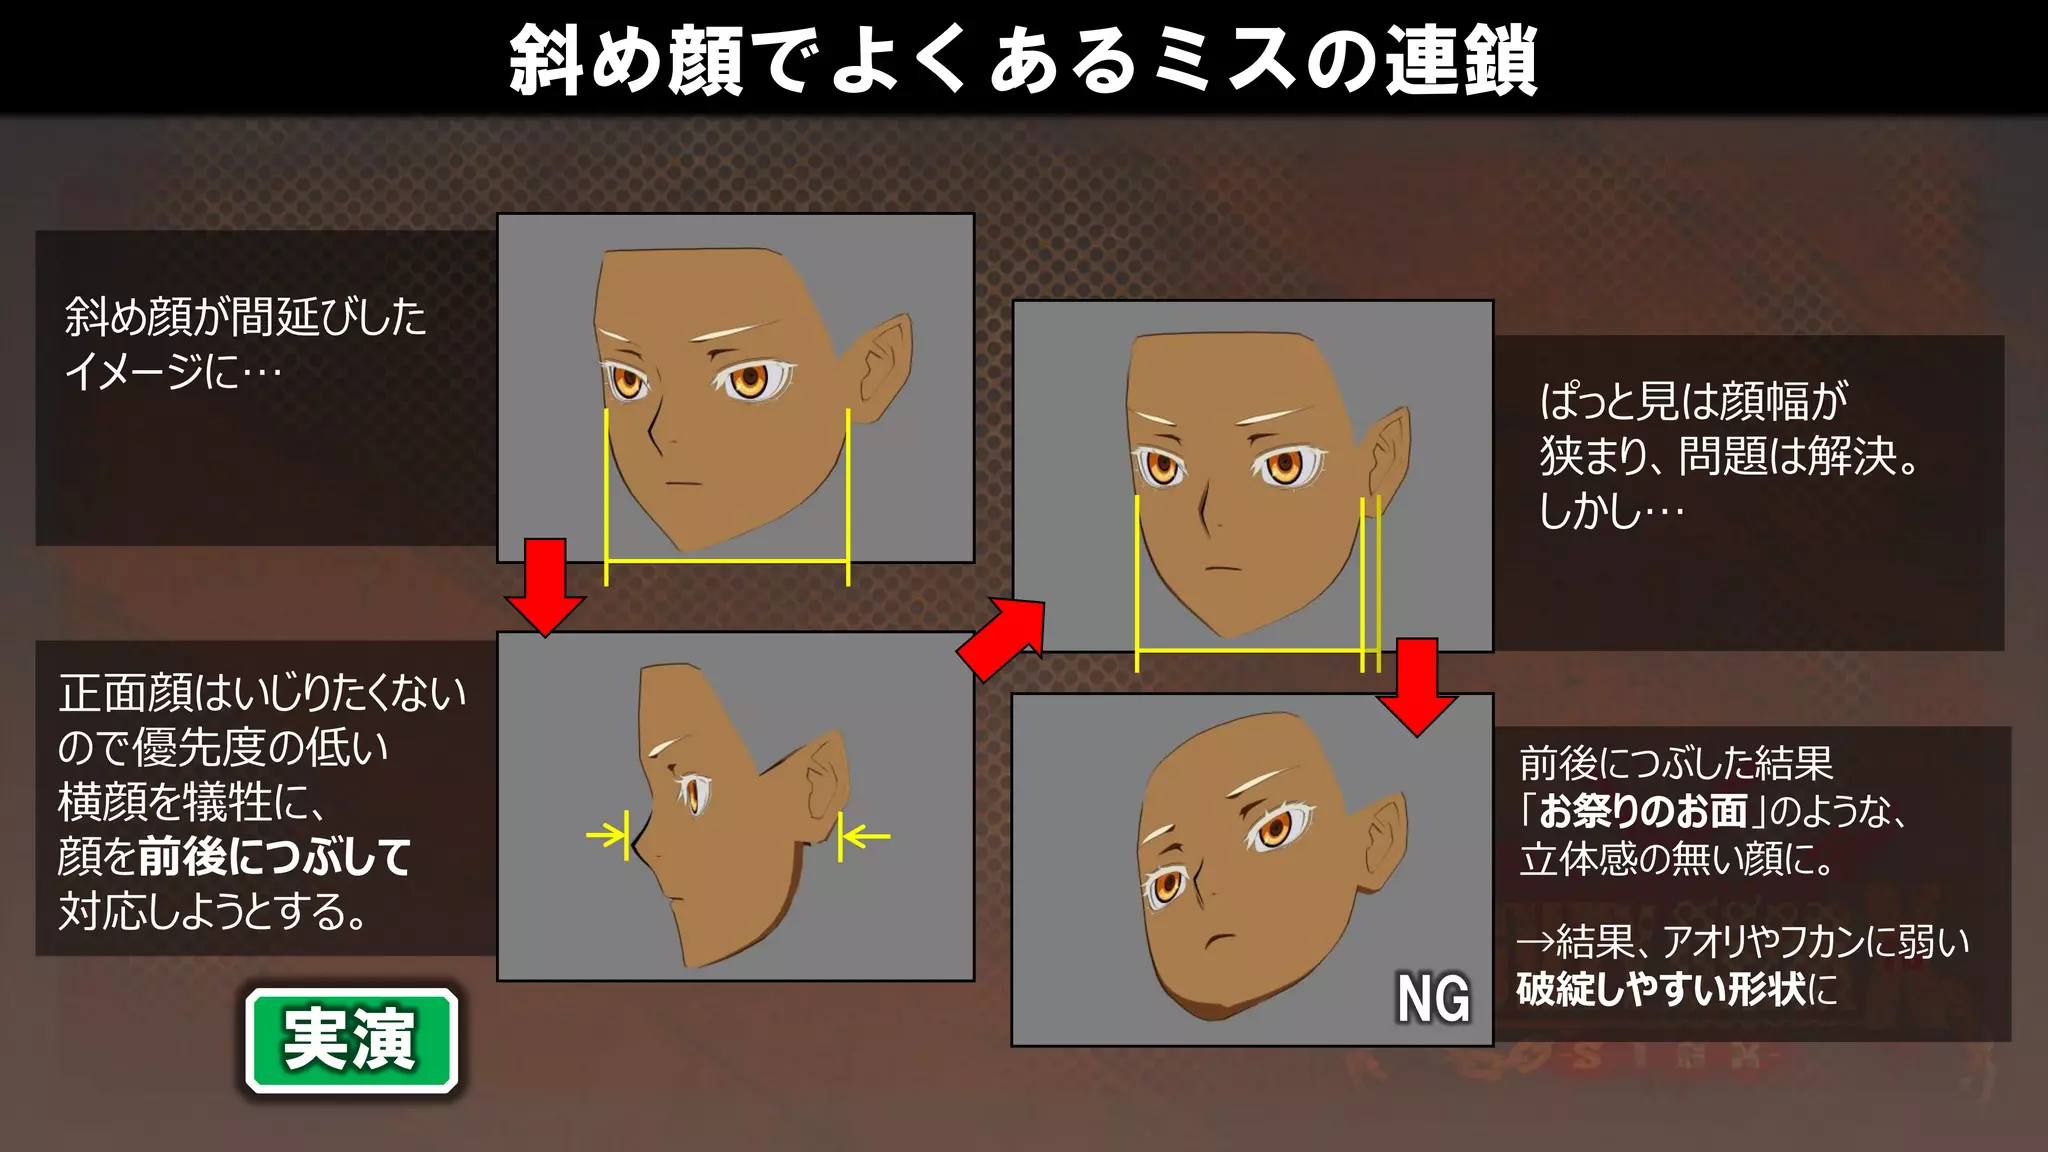 斜め顔でよくあるミスの連鎖
斜め顔が間延びした
イメージに…
正面顔はいじりたくない
ので優先度の低い
横顔を犠牲に、
顔を前後につぶして
対応しようとする。
実演
ぱっと見は顔幅が
狭まり、問題は解決。
しかし…
前後につぶした結果
「お祭りのお面」のような、
立体感の無い顔に。
→結果、アオリやフカンに弱い
破綻しやすい形状に
NG